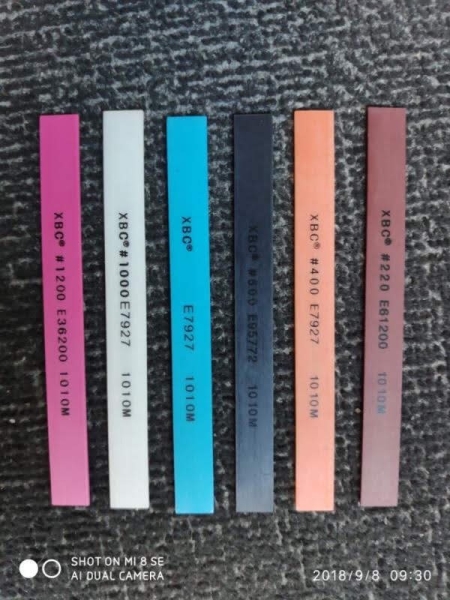 XBC® #1200 E36200 1010M
XBC® #1000 E7927 1010M
XBC® E7927 1010M
XBC® #600 E95772 1010M
XBC® #400 E7927 1010M
XBC® #220 E61200 1010M
SHOT ON MI 8 SE
AI DUAL CAMERA
2018/9/8 09:30